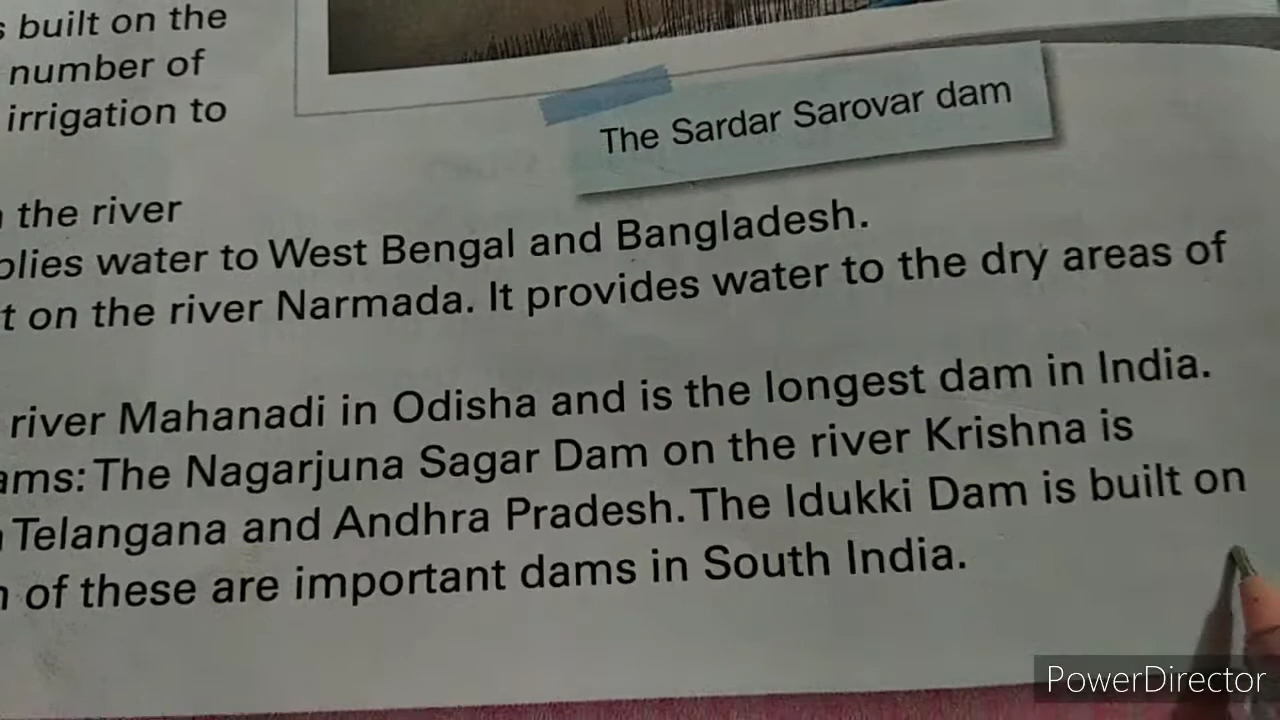 built on the
number of
irrigation to
The Sardar Sarovar dam
the river
water to West Bengal and Bangladesh.
on the river Narmada. It provides water to the dry areas of
river Mahanadi in Odisha and is the longest dam in India.
The Nagarjuna Sagar Dam on the river Krishna is
Telangana and Andhra Pradesh. The Idukki Dam is built on
of these are important dams in South India.
PowerDirector